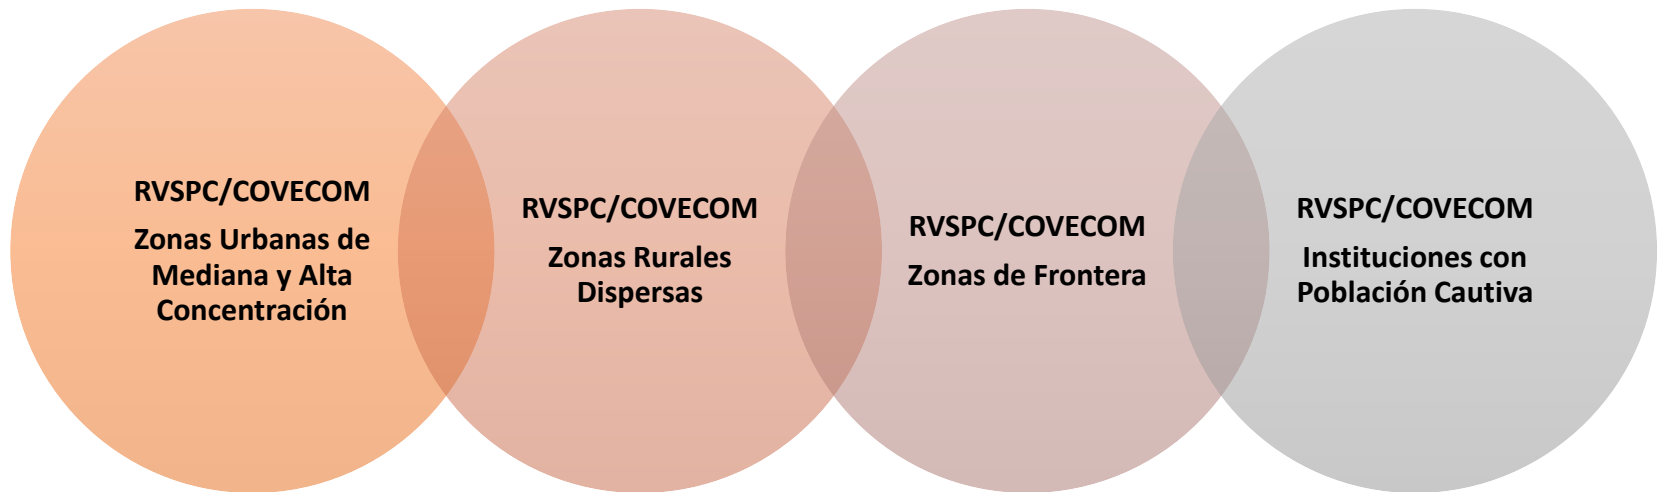 RVSPC/COVECOM
Zonas Urbanas de
Mediana y Alta
Concentración
RVSPC/COVECOM
Zonas Rurales
Dispersas
RVSPC/COVECOM
Zonas de Frontera
RVSPC/COVECOM
Instituciones con
Población Cautiva